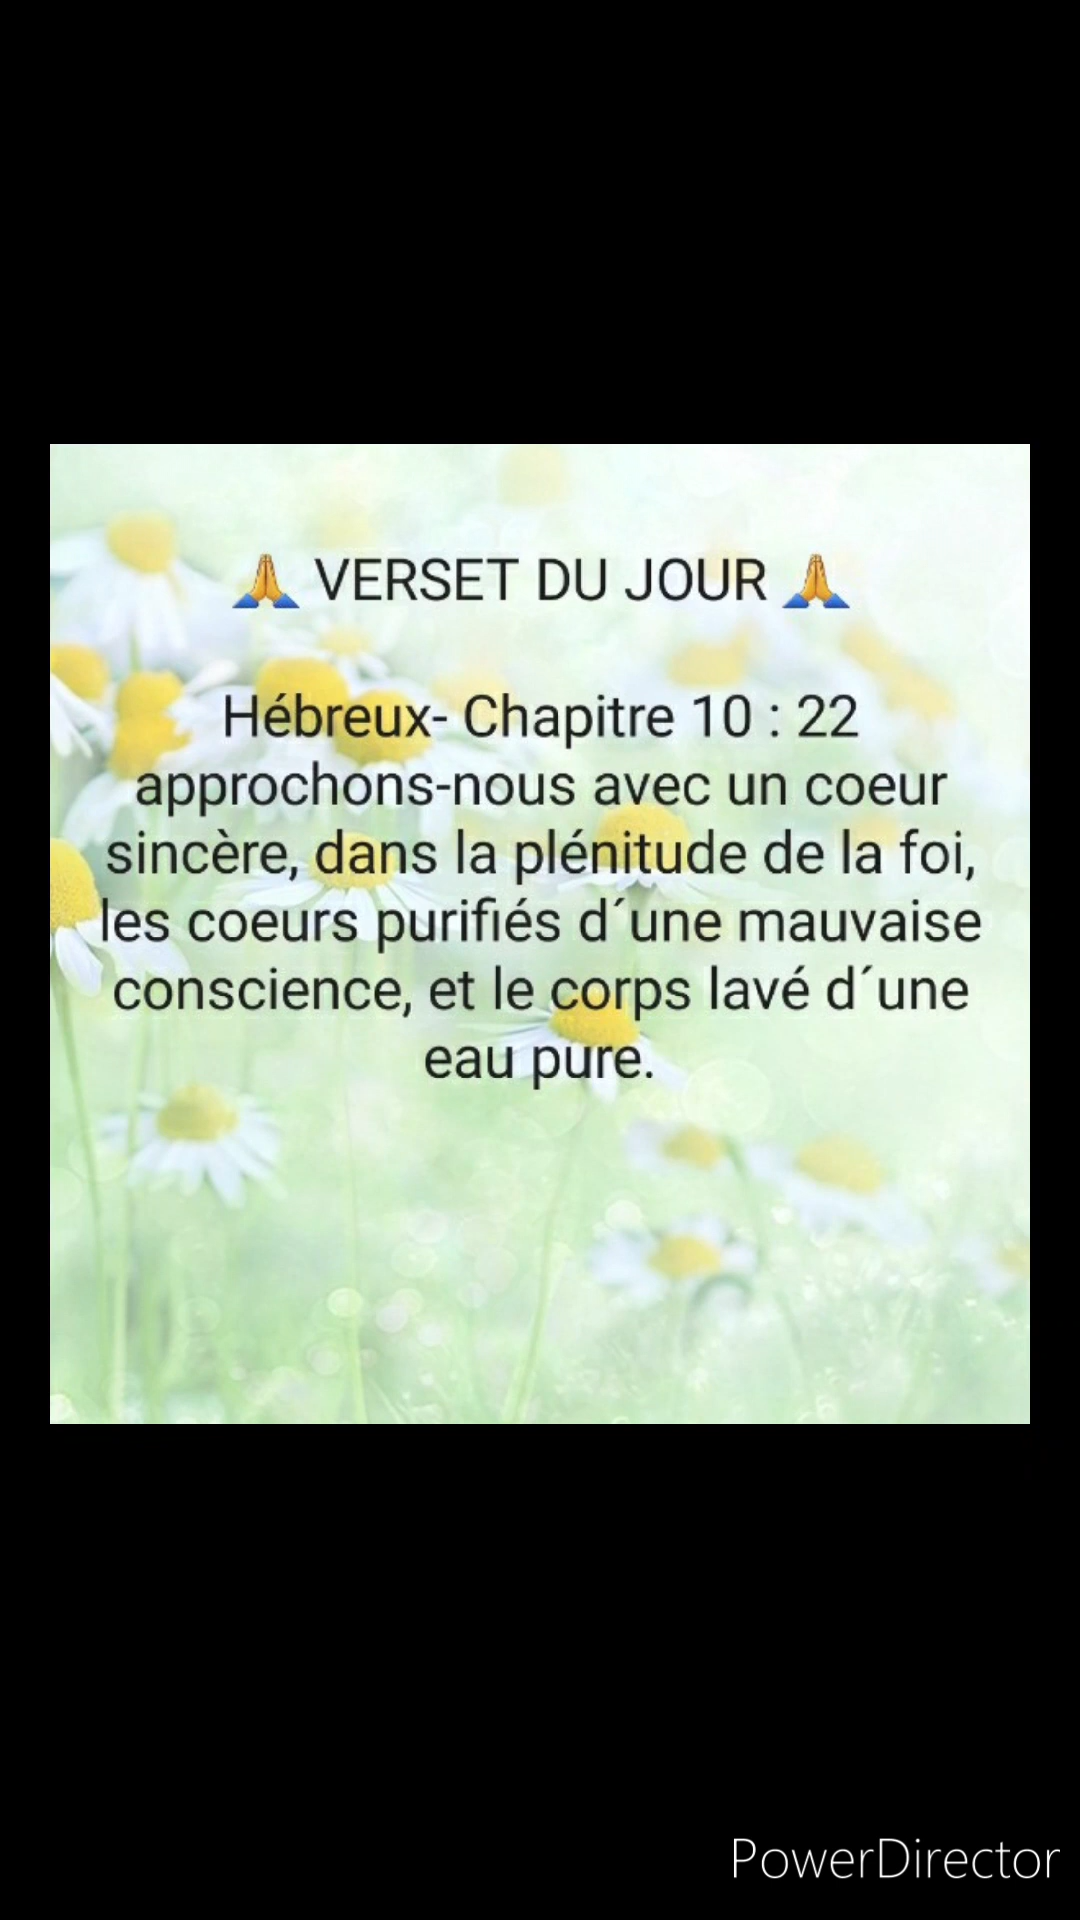 🙏 VERSET DU JOUR 🙏
Hébreux- Chapitre 10 : 22
approchons-nous avec un coeur
sincère, dans la plénitude de la foi,
les coeurs purifiés d´une mauvaise
conscience, et le corps lavé d´une
eau pure.
PowerDirector